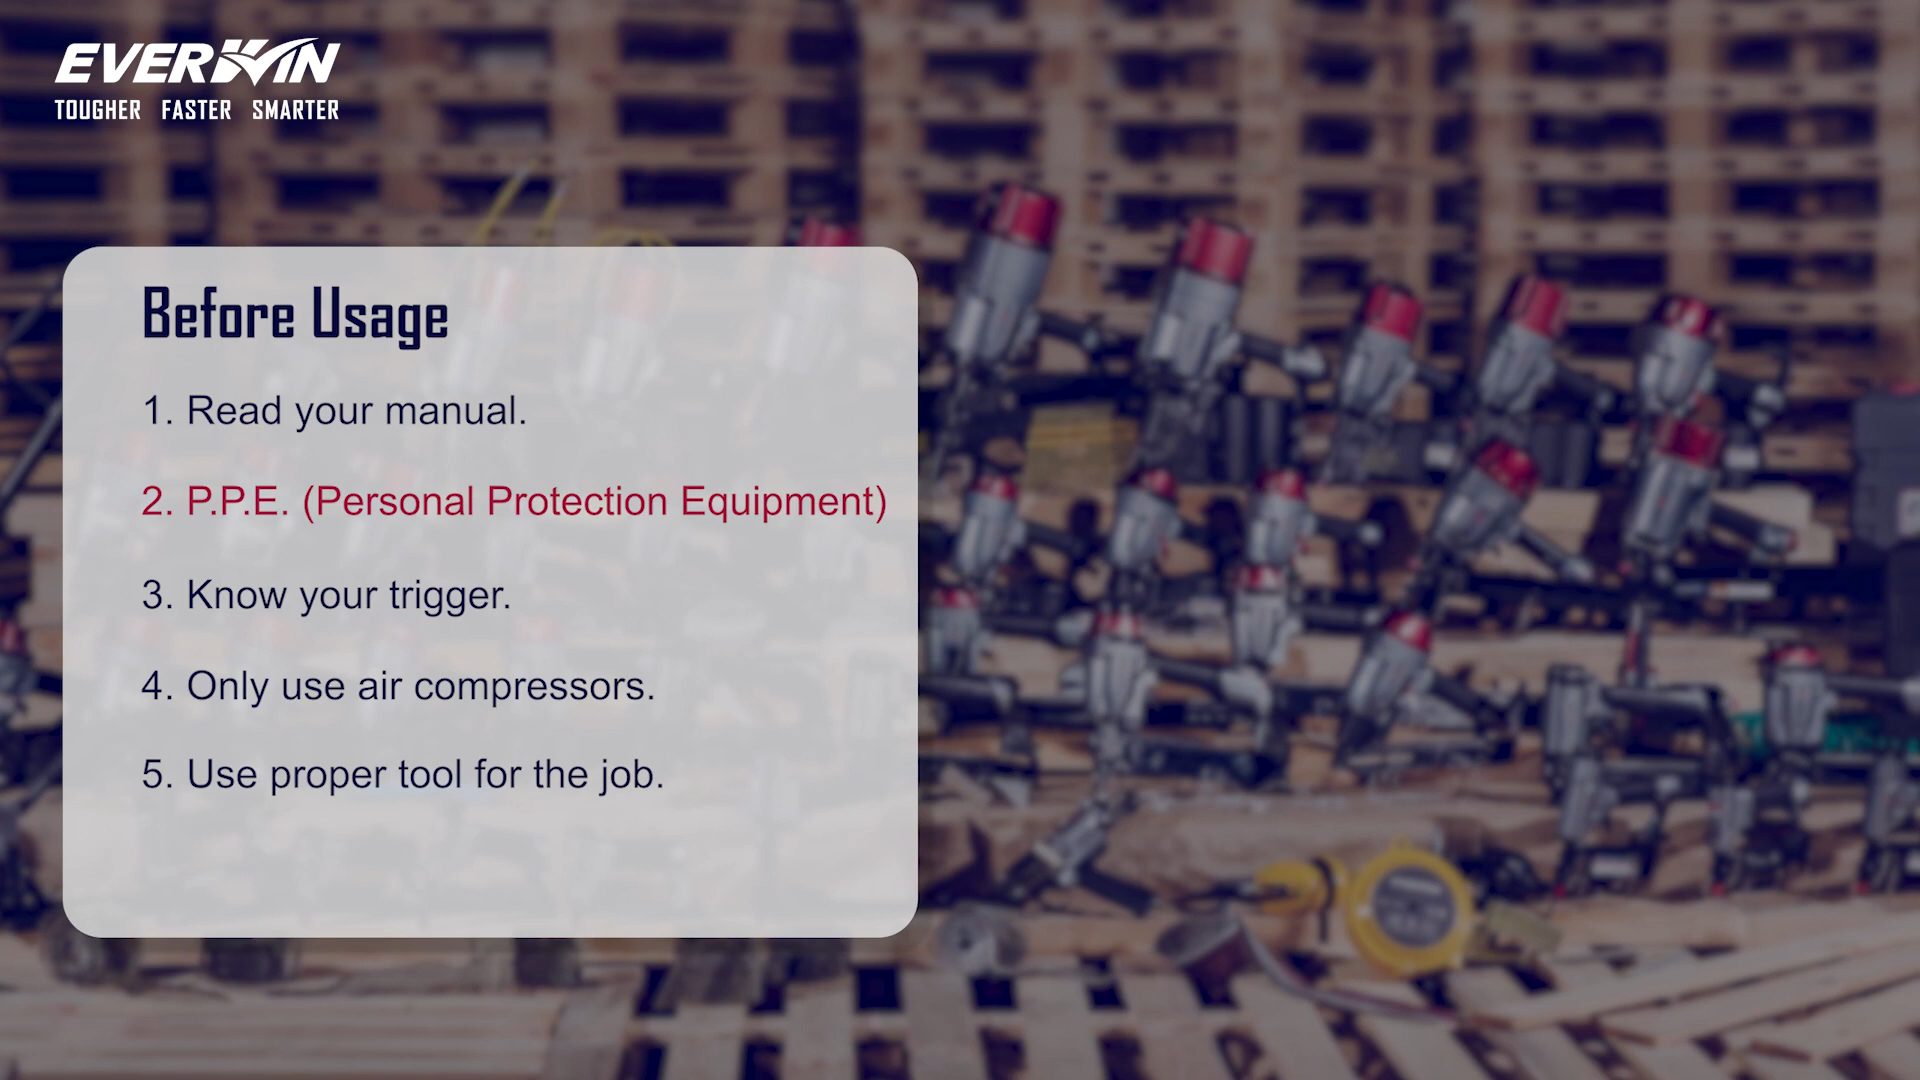 EVERWIN
TOUGHER FASTER SMARTER
Before Usage
1. Read your manual.
2. P.P.E. (Personal Protection Equipment)
3. Know your trigger.
4. Only use air compressors.
5. Use proper tool for the job.